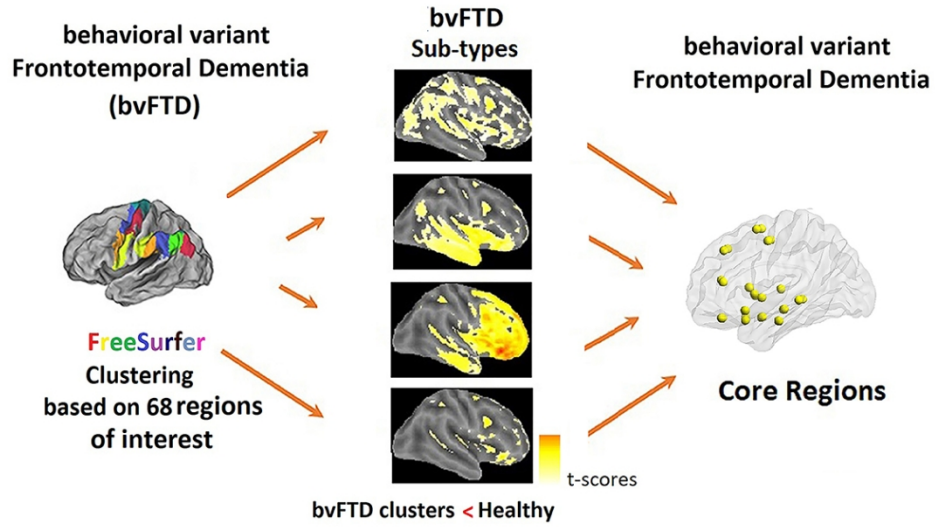 behavioral variant
Frontotemporal Dementia
(bvFTD)
FreeSurfer
Clustering
based on 68 regions
of interest
bvFTD
Sub-types
t-scores
bvFTD clusters < Healthy
behavioral variant
Frontotemporal Dementia
Core Regions